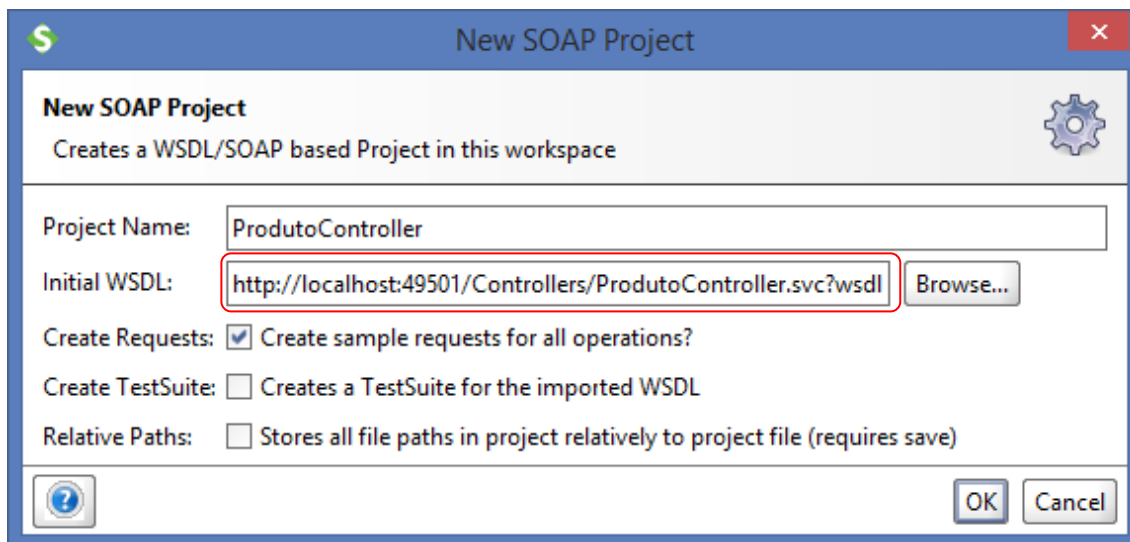 New SOAP Project
New SOAP Project
Creates a WSDL/SOAP based Project in this workspace
Project Name: ProdutoController
Initial WSDL: http://localhost:49501/Controllers/ProdutoController.svc?wsdl Browse...
Create Requests: Create sample requests for all operations?
Create TestSuite: Creates a TestSuite for the imported WSDL
Relative Paths: Stores all file paths in project relatively to project file (requires save)
OK Cancel